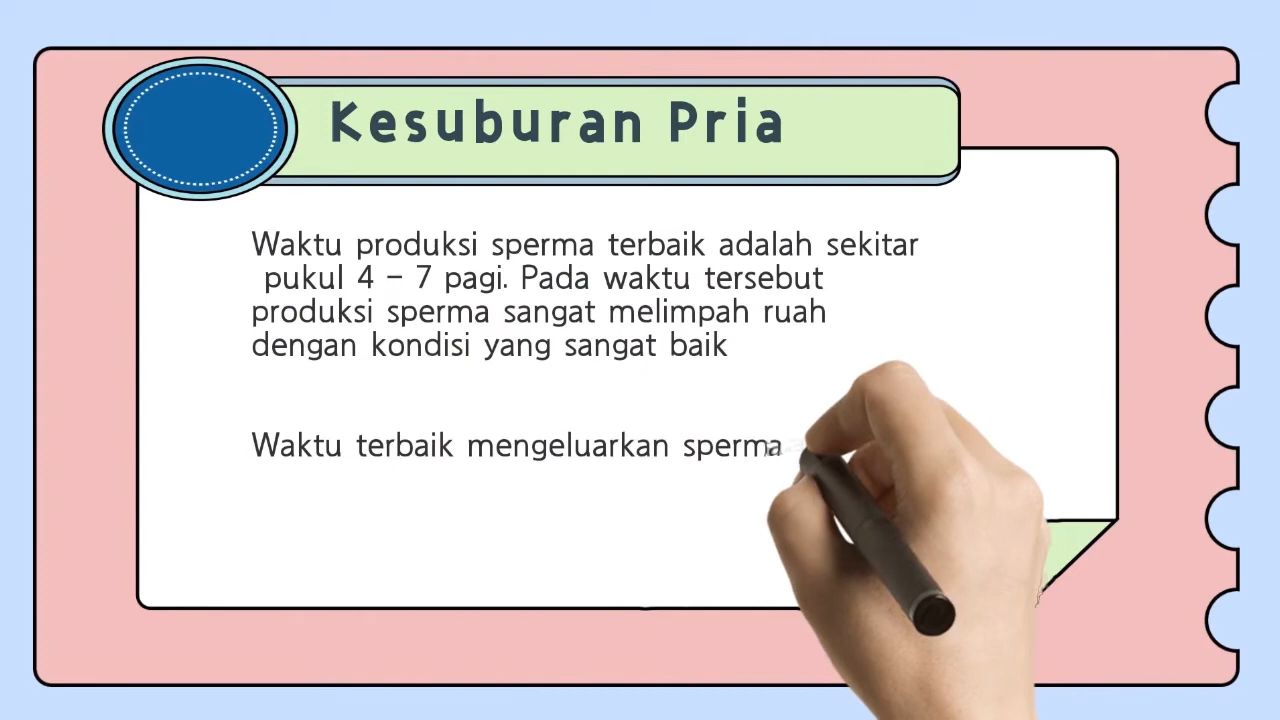 Kesuburan Pria
Waktu produksi sperma terbaik adalah sekitar
pukul 4 - 7 pagi. Pada waktu tersebut
produksi sperma sangat melimpah ruah
dengan kondisi yang sangat baik
Waktu terbaik mengeluarkan sperma